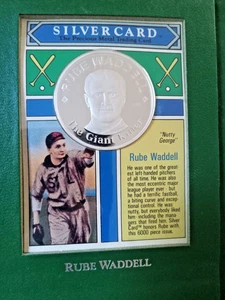 SILVERCARD™
The Precious Metal Trading Card
RUBE WADDELL
The Giant Killer
"Nutty
George"
Rube Waddell
He was one of the great-
est left handed pitchers
of all time. He was also
the most eccentric major
league player ever - but
he had a terrific fastball,
a biting curve and excep-
tional control. He was
nutty, but everybody liked
him including the mana-
gers that fired him. Silver
Card™ honors Rube with
this 6000 piece issue.
RUBE WADDELL